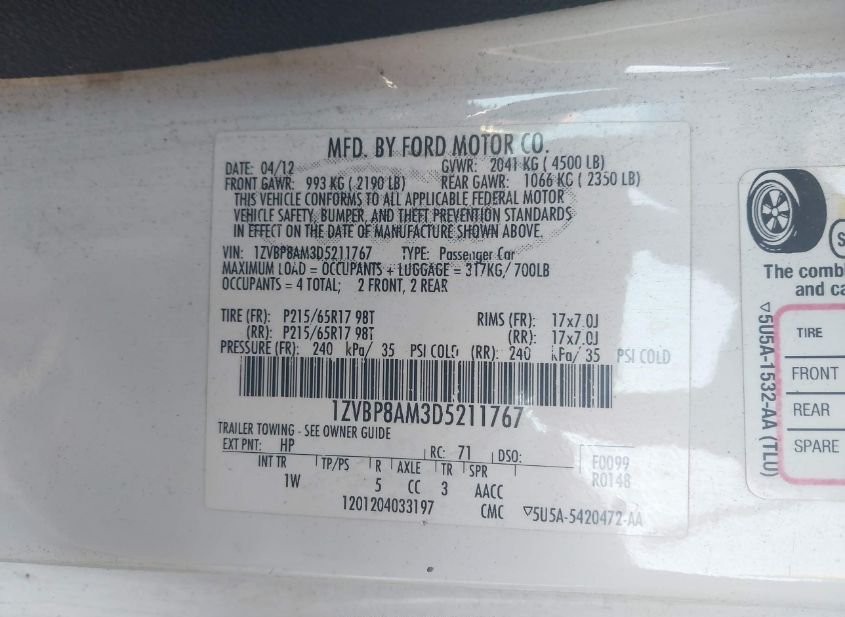 MFD. BY FORD MOTOR CO.
DATE: 04/12 GVWR: 2041 KG ( 4500 LB)
FRONT GAWR: 993 KG ( 2190 LB) REAR GAWR: 1066 KG ( 2350 LB)
THIS VEHICLE CONFORMS TO ALL APPLICABLE FEDERAL MOTOR
VEHICLE SAFETY, BUMPER, AND THEFT PREVENTION STANDARDS
IN EFFECT ON THE DATE OF MANUFACTURE SHOWN ABOVE.
VIN: 1ZVBP8AM3D5211767 TYPE: Passenger Car
MAXIMUM LOAD = OCCUPANTS + LUGGAGE = 317KG/ 700LB
OCCUPANTS = 4 TOTAL; 2 FRONT, 2 REAR
TIRE (FR): P215/65R17 98T RIMS (FR): 17x7.0J
(RR): P215/65R17 98T (RR): 17x7.0J
PRESSURE (FR): 240 kPa/ 35 PSI COLD (RR): 240 kPa/ 35 PSI COLD
1ZVBP8AM3D5211767
TRAILER TOWING - SEE OWNER GUIDE
EXT PNT: HP RC: 71 DSO:
INT TR TP/PS R AXLE TR SPR
1W 5 CC 3 AACC
F0099
R0148
1201204033197 CMC ▽5U5A-5420472-AA
The comb
and ca
▽5U5A-1532-AA (TLU)
TIRE
FRONT
REAR
SPARE